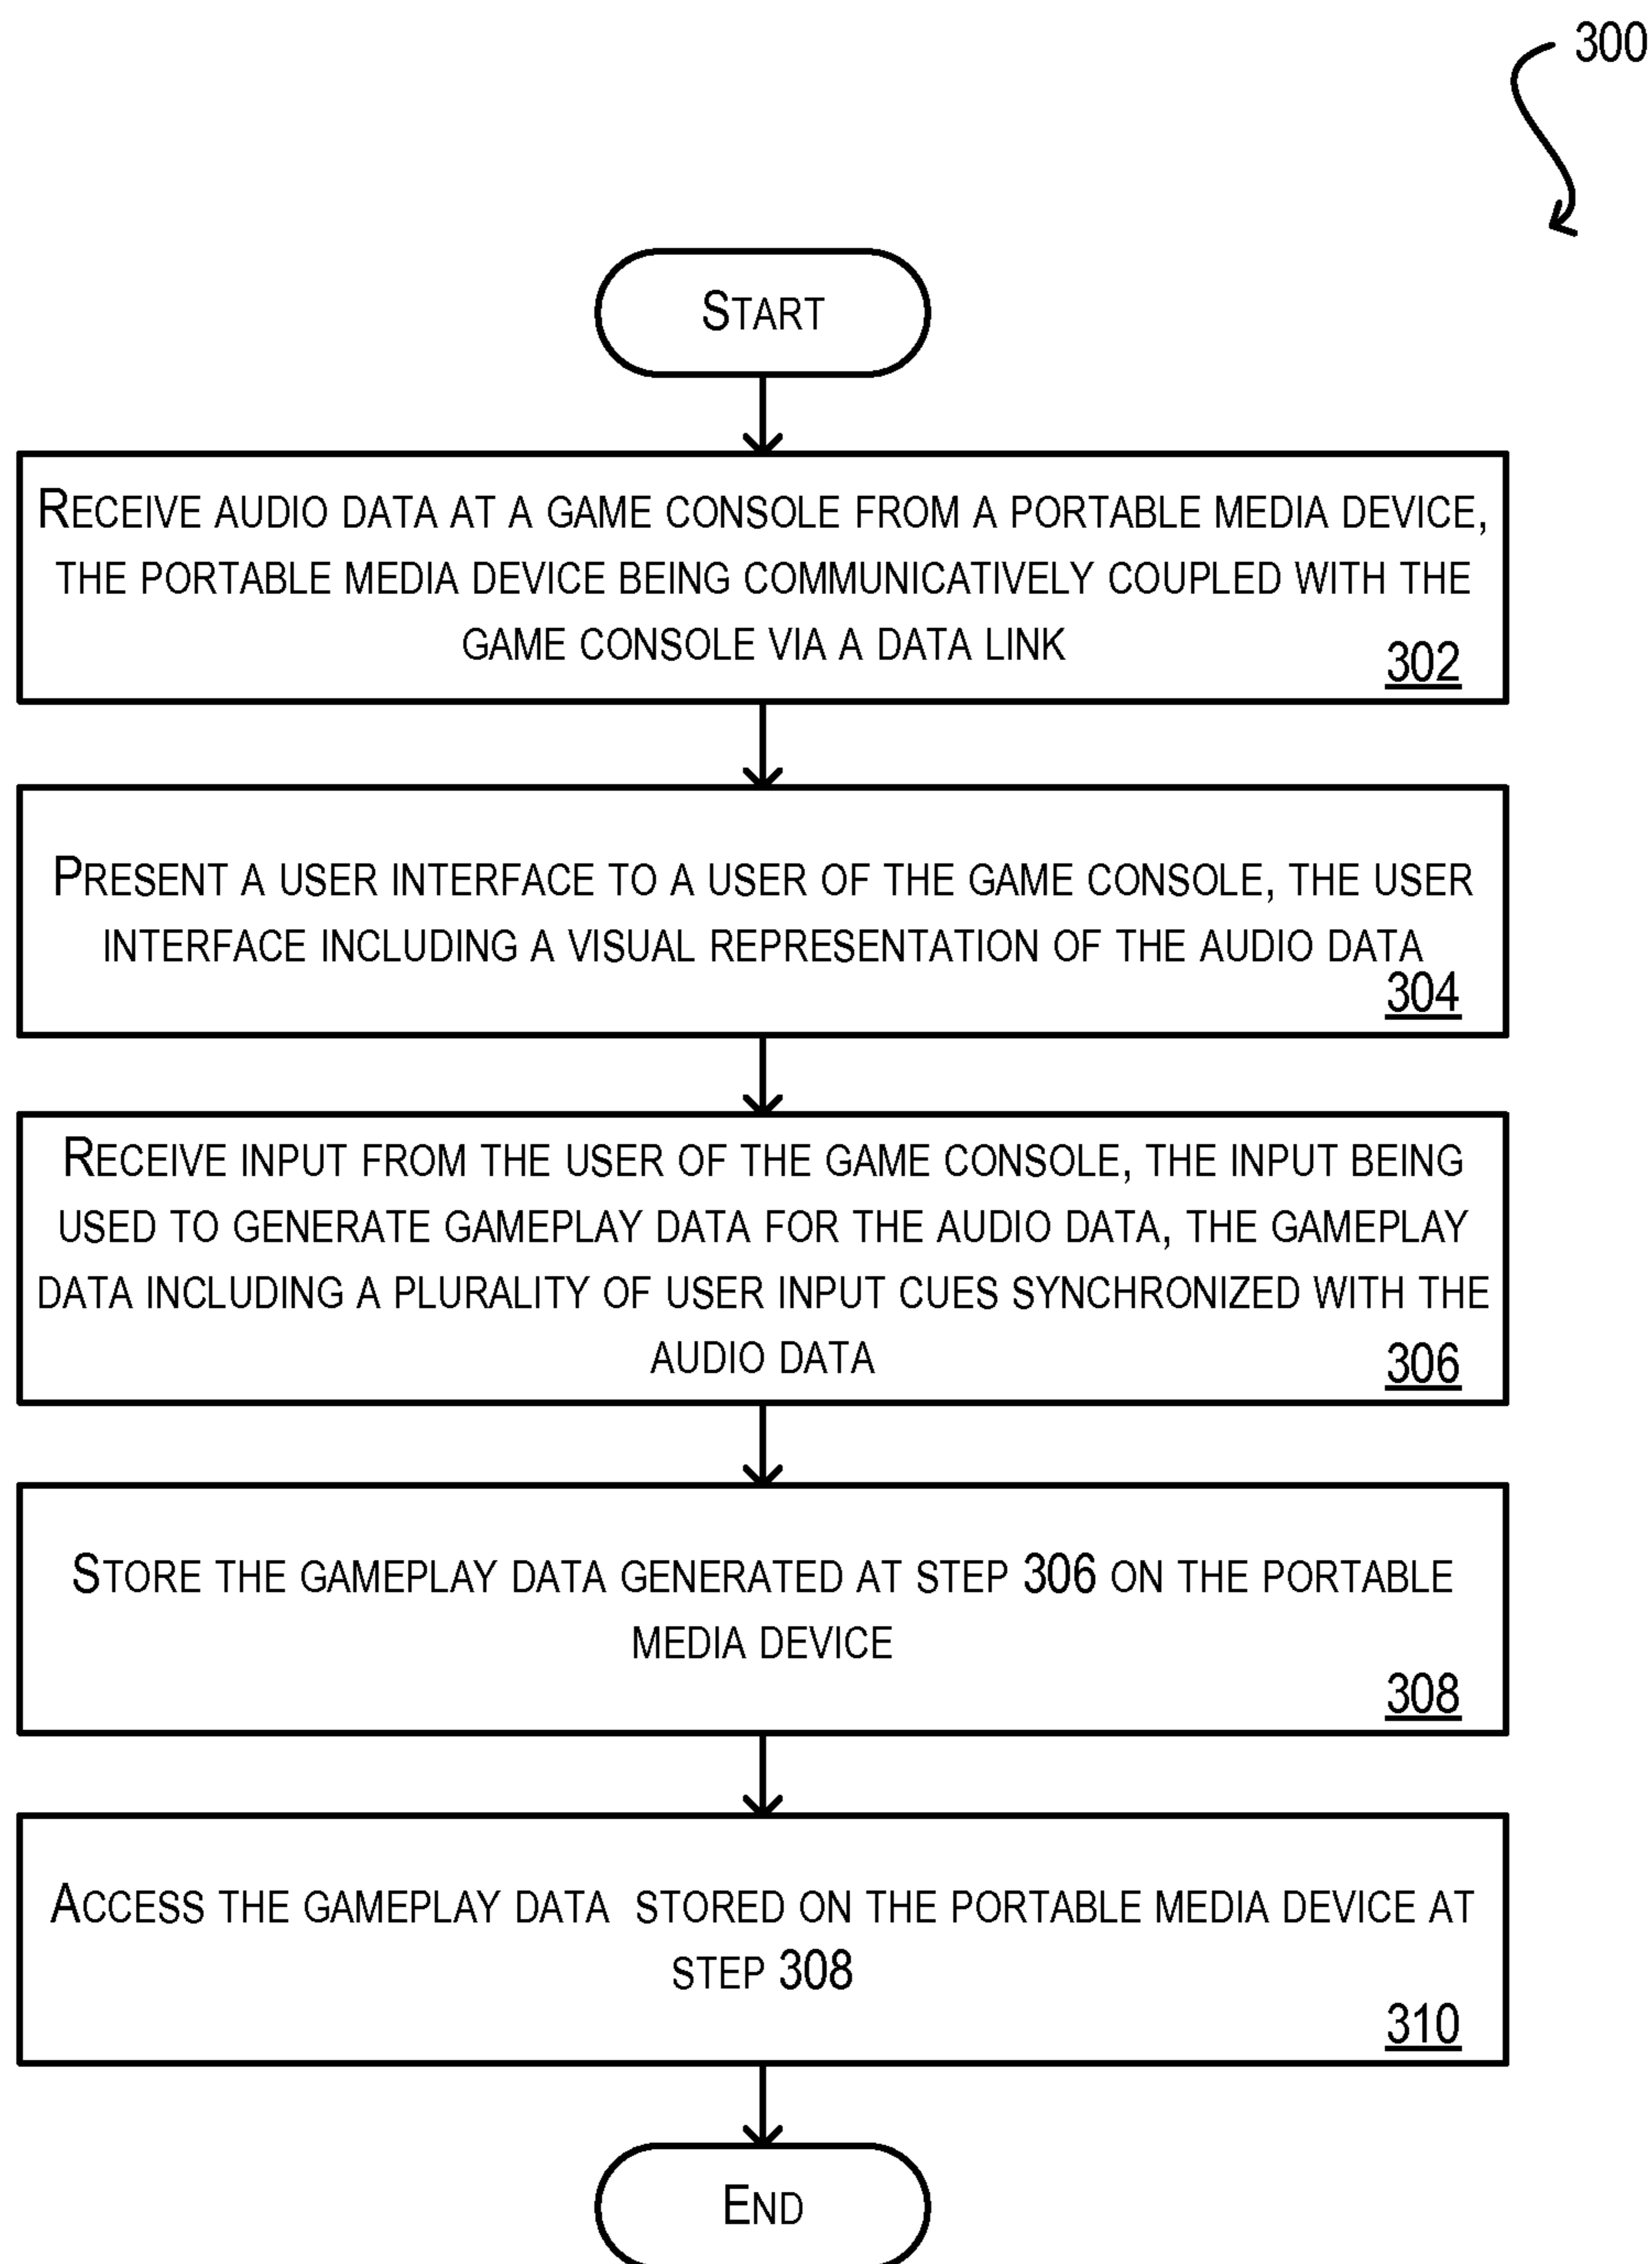 300
START
RECEIVE AUDIO DATA AT A GAME CONSOLE FROM A PORTABLE MEDIA DEVICE,
THE PORTABLE MEDIA DEVICE BEING COMMUNICATIVELY COUPLED WITH THE
GAME CONSOLE VIA A DATA LINK
302
PRESENT A USER INTERFACE TO A USER OF THE GAME CONSOLE, THE USER
INTERFACE INCLUDING A VISUAL REPRESENTATION OF THE AUDIO DATA
304
RECEIVE INPUT FROM THE USER OF THE GAME CONSOLE, THE INPUT BEING
USED TO GENERATE GAMEPLAY DATA FOR THE AUDIO DATA, THE GAMEPLAY
DATA INCLUDING A PLURALITY OF USER INPUT CUES SYNCHRONIZED WITH THE
AUDIO DATA
306
STORE THE GAMEPLAY DATA GENERATED AT STEP 306 ON THE PORTABLE
MEDIA DEVICE
308
ACCESS THE GAMEPLAY DATA STORED ON THE PORTABLE MEDIA DEVICE AT
STEP 308
310
END